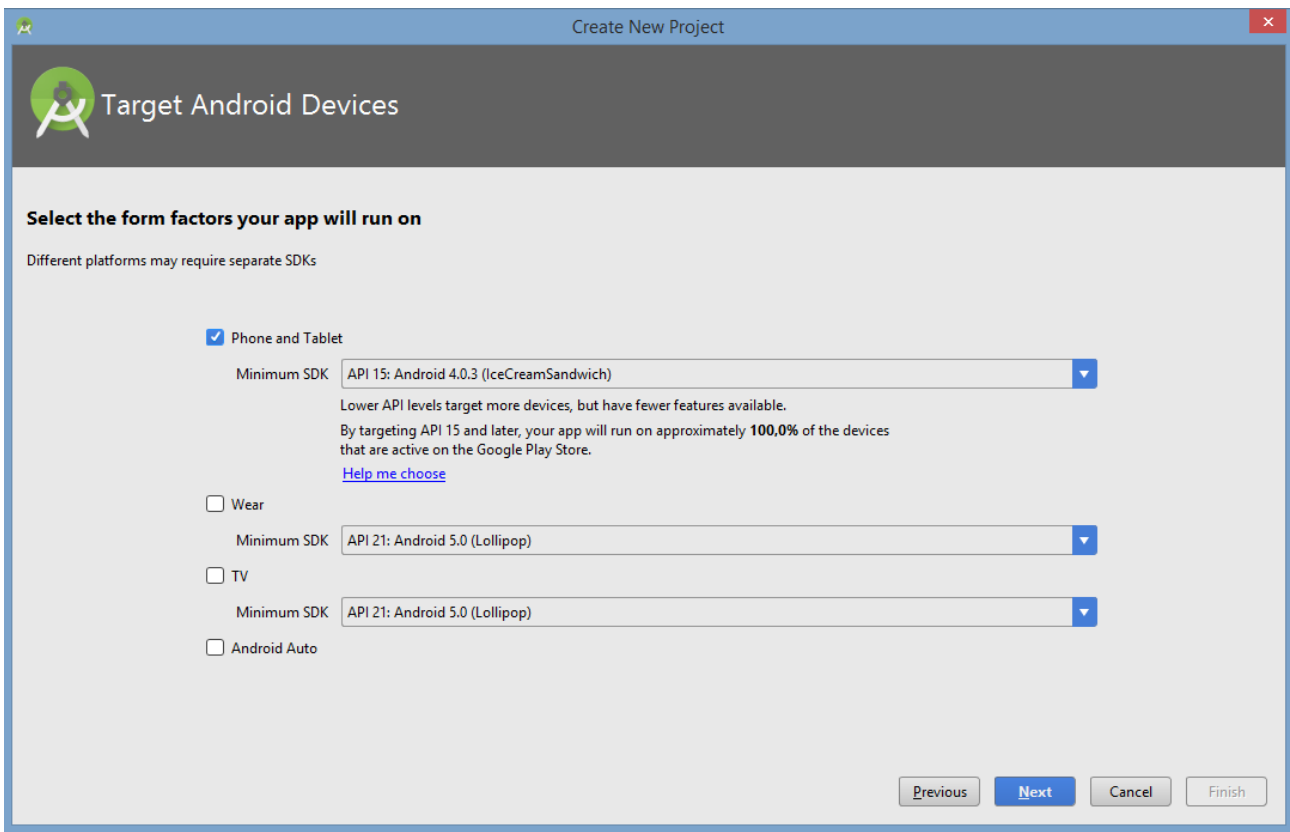 Create New Project
Target Android Devices
Select the form factors your app will run on
Different platforms may require separate SDKs
Phone and Tablet
Minimum SDK API 15: Android 4.0.3 (IceCreamSandwich)
Lower API levels target more devices, but have fewer features available.
By targeting API 15 and later, your app will run on approximately 100,0% of the devices
that are active on the Google Play Store.
Help me choose
Wear
Minimum SDK API 21: Android 5.0 (Lollipop)
TV
Minimum SDK API 21: Android 5.0 (Lollipop)
Android Auto
Previous Next Cancel Finish